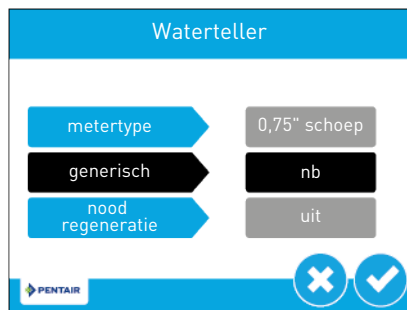 Waterteller
metertype
0,75" schoep
generisch
nb
nood
regeneratie
uit
PENTAIR